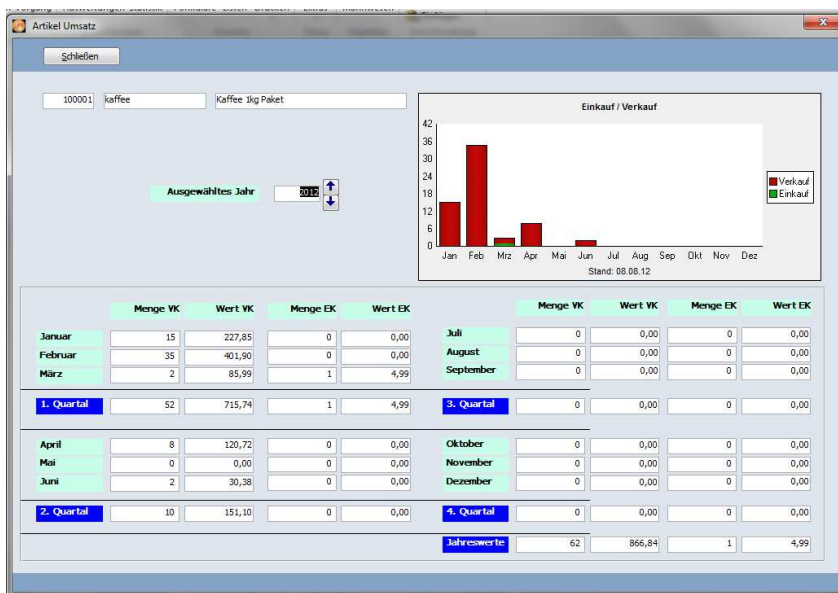 Artikel Umsatz
Schließen
100001 kaffee Kaffee 1kg Paket
Ausgewähltes Jahr 2012
Einkauf / Verkauf
42
36
30
24
18
12
6
0
Jan Feb Mrz Apr Mai Jun Jul Aug Sep Okt Nov Dez
Stand: 08.08.12
Verkauf
Einkauf
Menge VK Wert VK Menge EK Wert EK
Januar 15 227,85 0 0,00
Februar 35 401,90 0 0,00
März 2 85,99 1 4,99
1. Quartal 52 715,74 1 4,99
April 8 120,72 0 0,00
Mai 0 0,00 0 0,00
Juni 2 30,38 0 0,00
2. Quartal 10 151,10 0 0,00
Menge VK Wert VK Menge EK Wert EK
Juli 0 0,00 0 0,00
August 0 0,00 0 0,00
September 0 0,00 0 0,00
3. Quartal 0 0,00 0 0,00
Oktober 0 0,00 0 0,00
November 0 0,00 0 0,00
Dezember 0 0,00 0 0,00
4. Quartal 0 0,00 0 0,00
Jahreswerte 62 866,84 1 4,99